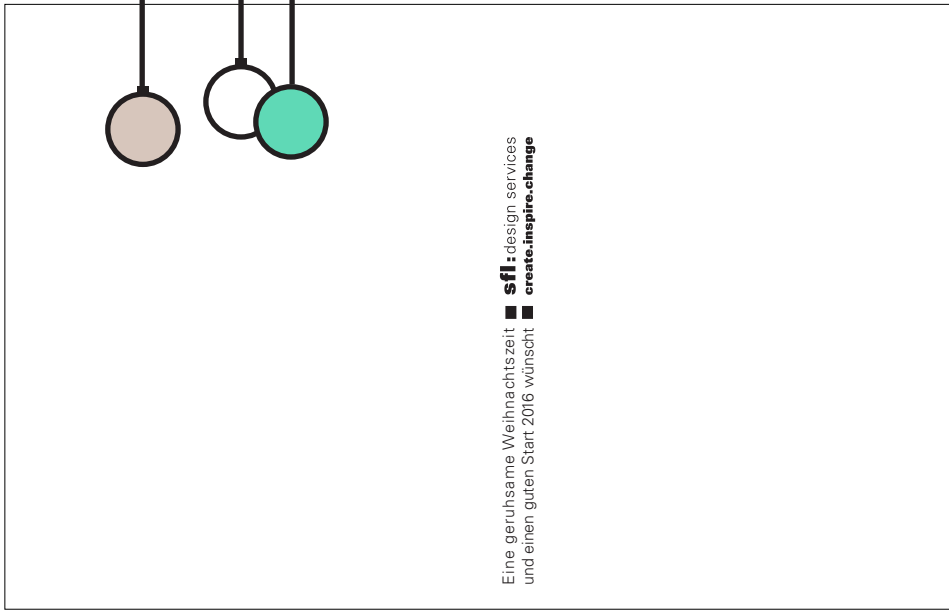 Eine geruhsame Weihnachtszeit ■ sfl:design services
und einen guten Start 2016 wünscht ■ create.inspire.change